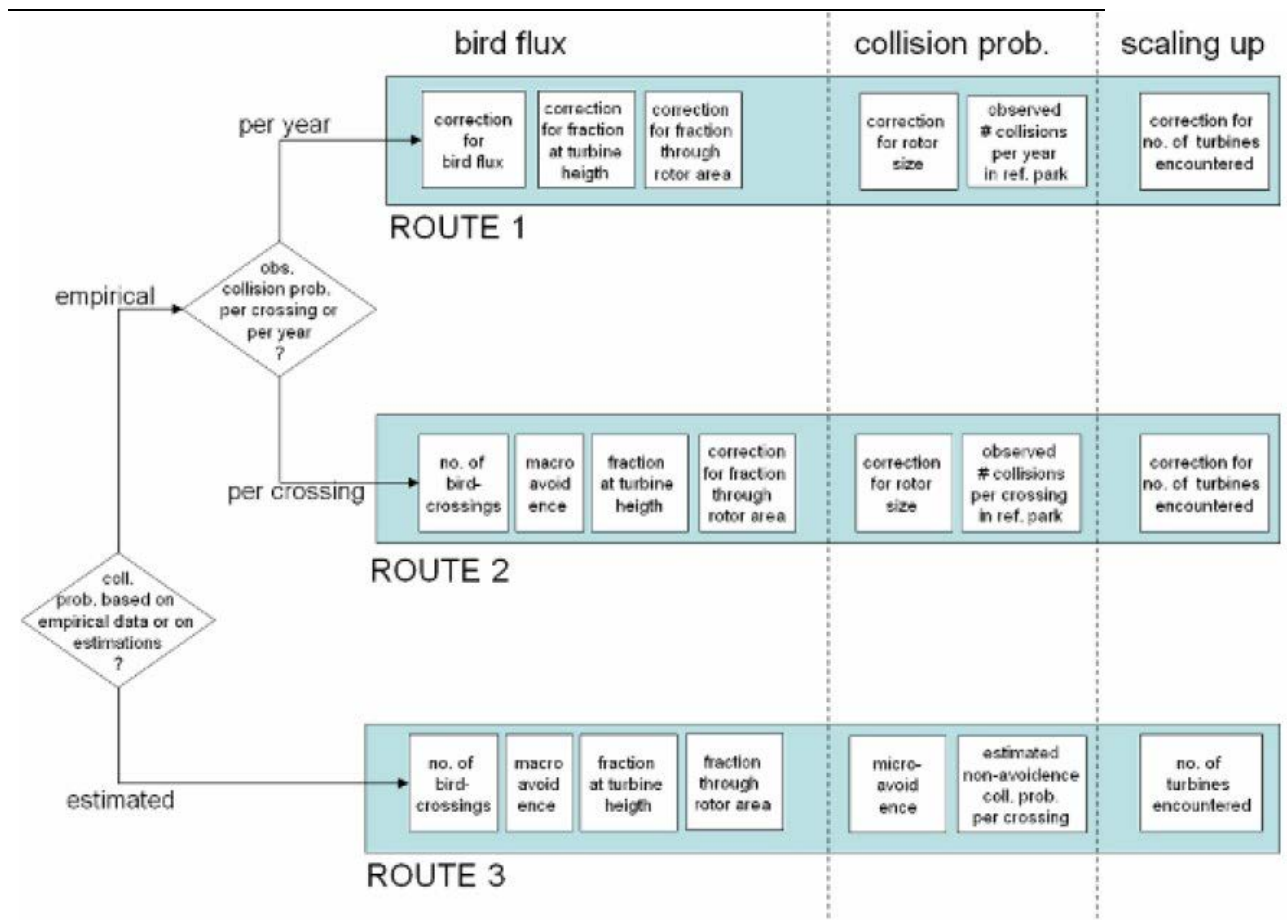 bird flux
collision prob.
scaling up
per year
correction
for
bird flux
correction
for fraction
at turbine
heigth
correction
for fraction
through
rotor area
correction
for rotor
size
observed
# collisions
per year
in ref. park
correction for
no. of turbines
encountered
ROUTE 1
empirical
obs.
collision prob.
per crossing or
per year
?
per crossing
no. of
bird-
crossings
macro
avoid
ence
fraction
at turbine
heigth
correction
for fraction
through
rotor area
correction
for rotor
size
observed
# collisions
per crossing
in ref. park
correction for
no. of turbines
encountered
ROUTE 2
coll.
prob. based on
empirical data or on
estimations
?
estimated
no. of
bird-
crossings
macro
avoid
ence
fraction
at turbine
heigth
fraction
through
rotor area
micro-
avoid
ence
estimated
non-avoidence
coll. prob.
per crossing
no. of
turbines
encountered
ROUTE 3